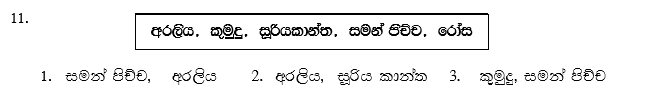 11.
අරලිය, කුමුදු, සූරියකාන්ත, සමන් පිච්ච, රෝස
1. සමන් පිච්ච, අරලිය 2. අරලිය, සූරිය කාන්ත 3. කුමුදු, සමන් පිච්ච